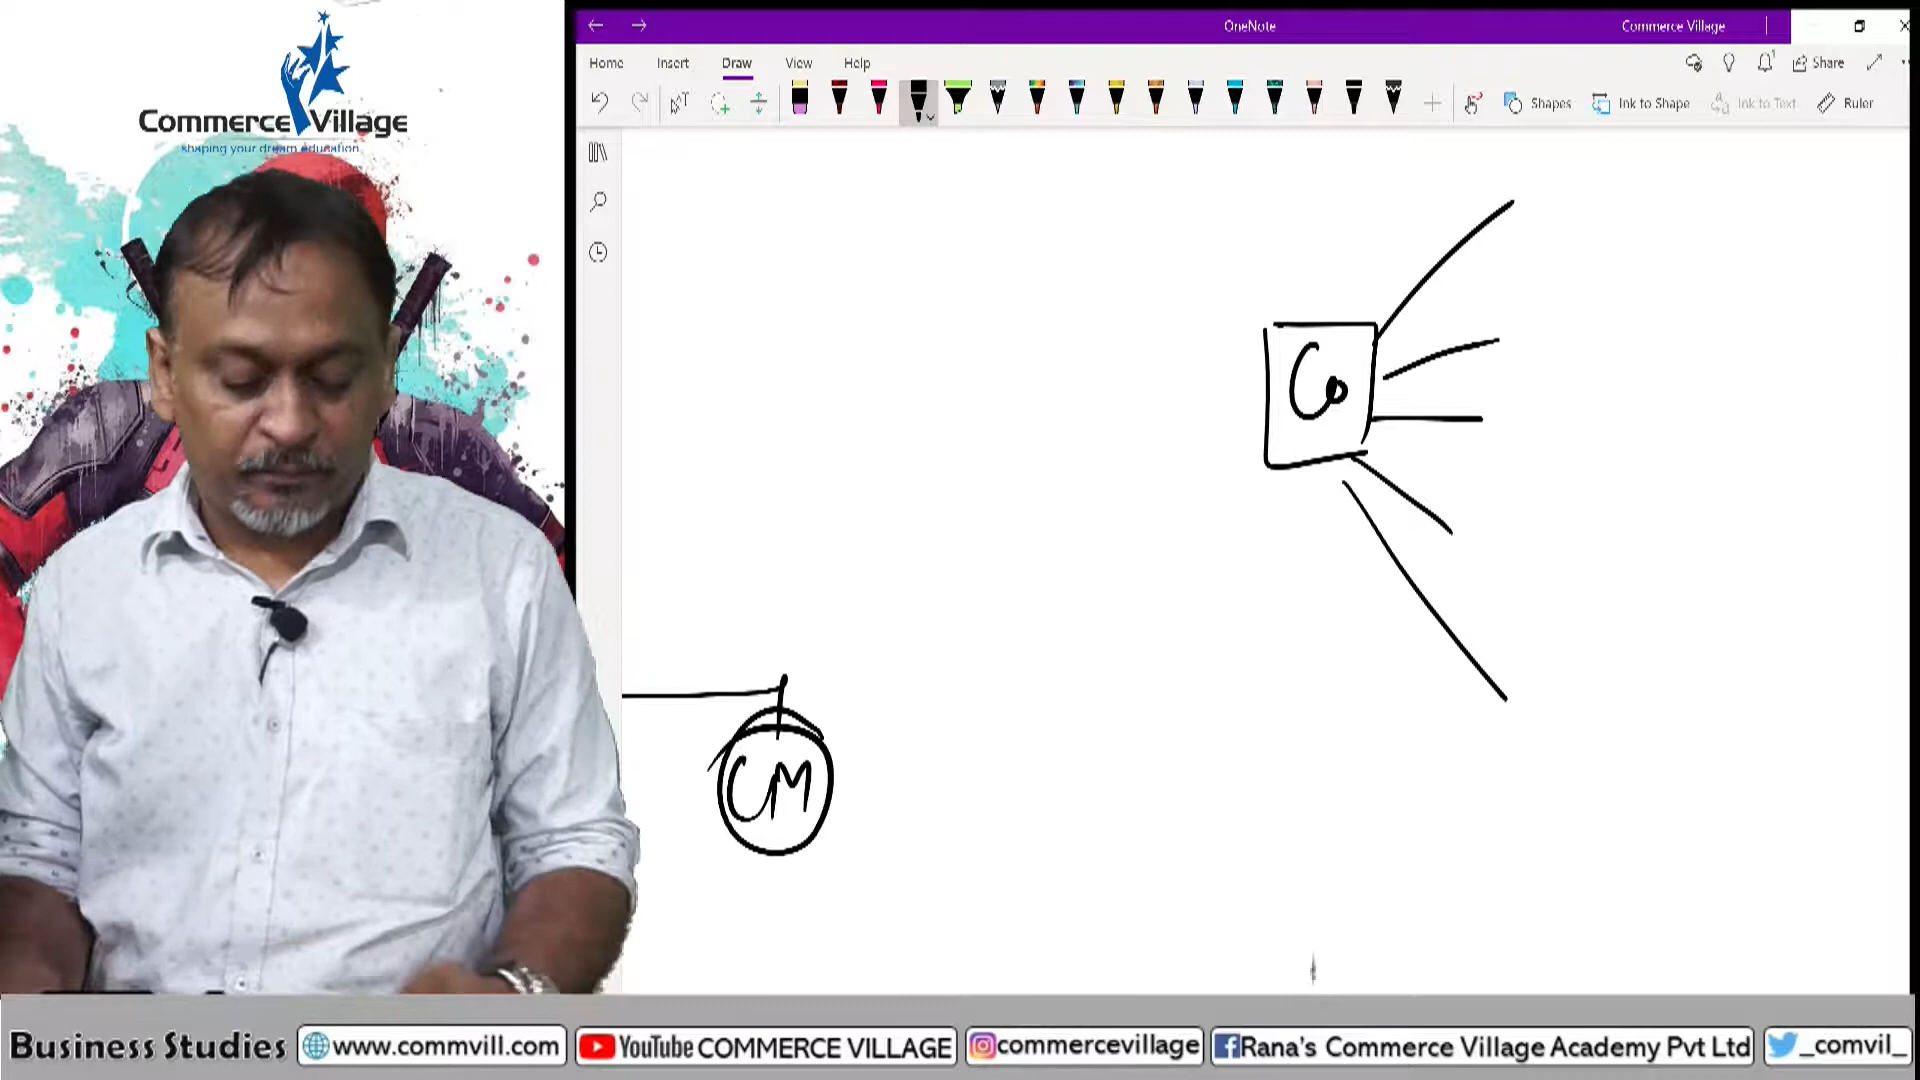 Commerce Village
shaping your dream education
OneNote
Commerce Village
Home Insert Draw View Help
Share
Shapes Ink to Shape Ink to Text Ruler
Co
CM
Business Studies www.commvill.com YouTube COMMERCE VILLAGE commercevillage Rana's Commerce Village Academy Pvt Ltd _comvil_